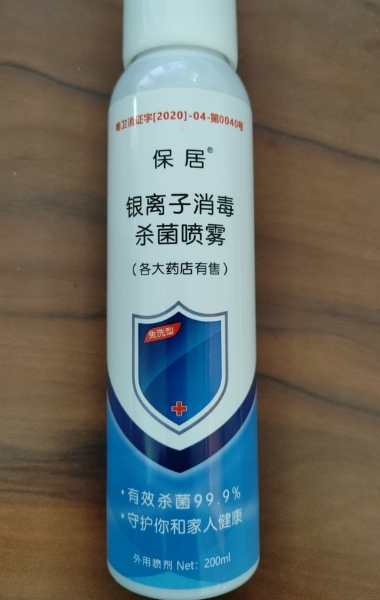 粤卫消证字[2020]-04-第0040号
保居®
银离子消毒
杀菌喷雾
(各大药店有售)
免洗型
·有效杀菌99.9%
·守护你和家人健康
外用喷剂 Net：200ml